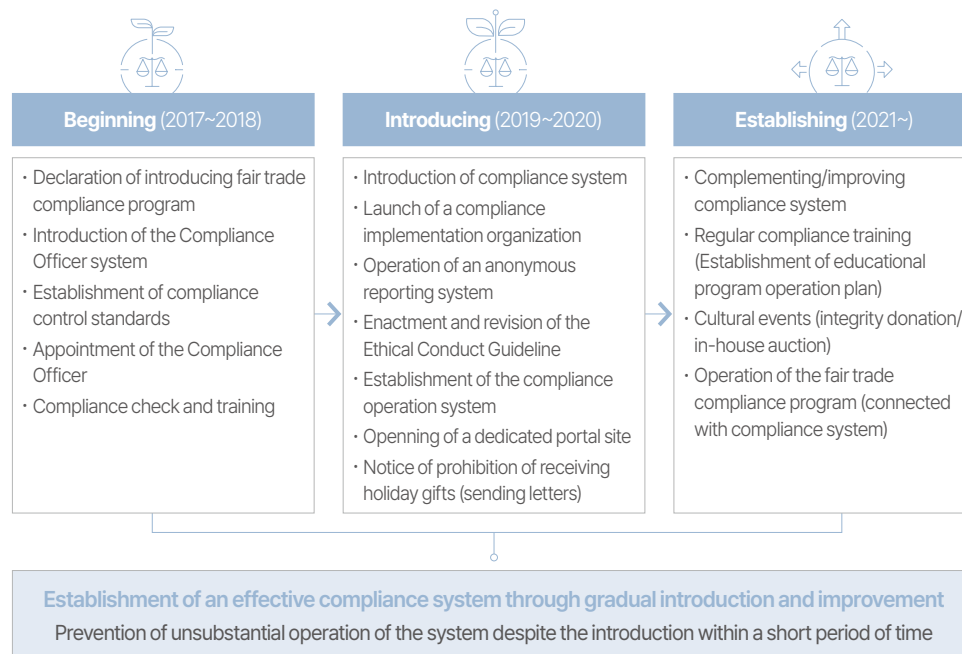 Beginning (2017~2018)
· Declaration of introducing fair trade
compliance program
· Introduction of the Compliance
Officer system
· Establishment of compliance
control standards
· Appointment of the Compliance
Officer
· Compliance check and training
Introducing (2019~2020)
· Introduction of compliance system
· Launch of a compliance
implementation organization
· Operation of an anonymous
reporting system
· Enactment and revision of the
Ethical Conduct Guideline
· Establishment of the compliance
operation system
· Openning of a dedicated portal site
· Notice of prohibition of receiving
holiday gifts (sending letters)
Establishing (2021~)
· Complementing/improving
compliance system
· Regular compliance training
(Establishment of educational
program operation plan)
· Cultural events (integrity donation/
in-house auction)
· Operation of the fair trade
compliance program (connected
with compliance system)
Establishment of an effective compliance system through gradual introduction and improvement
Prevention of unsubstantial operation of the system despite the introduction within a short period of time